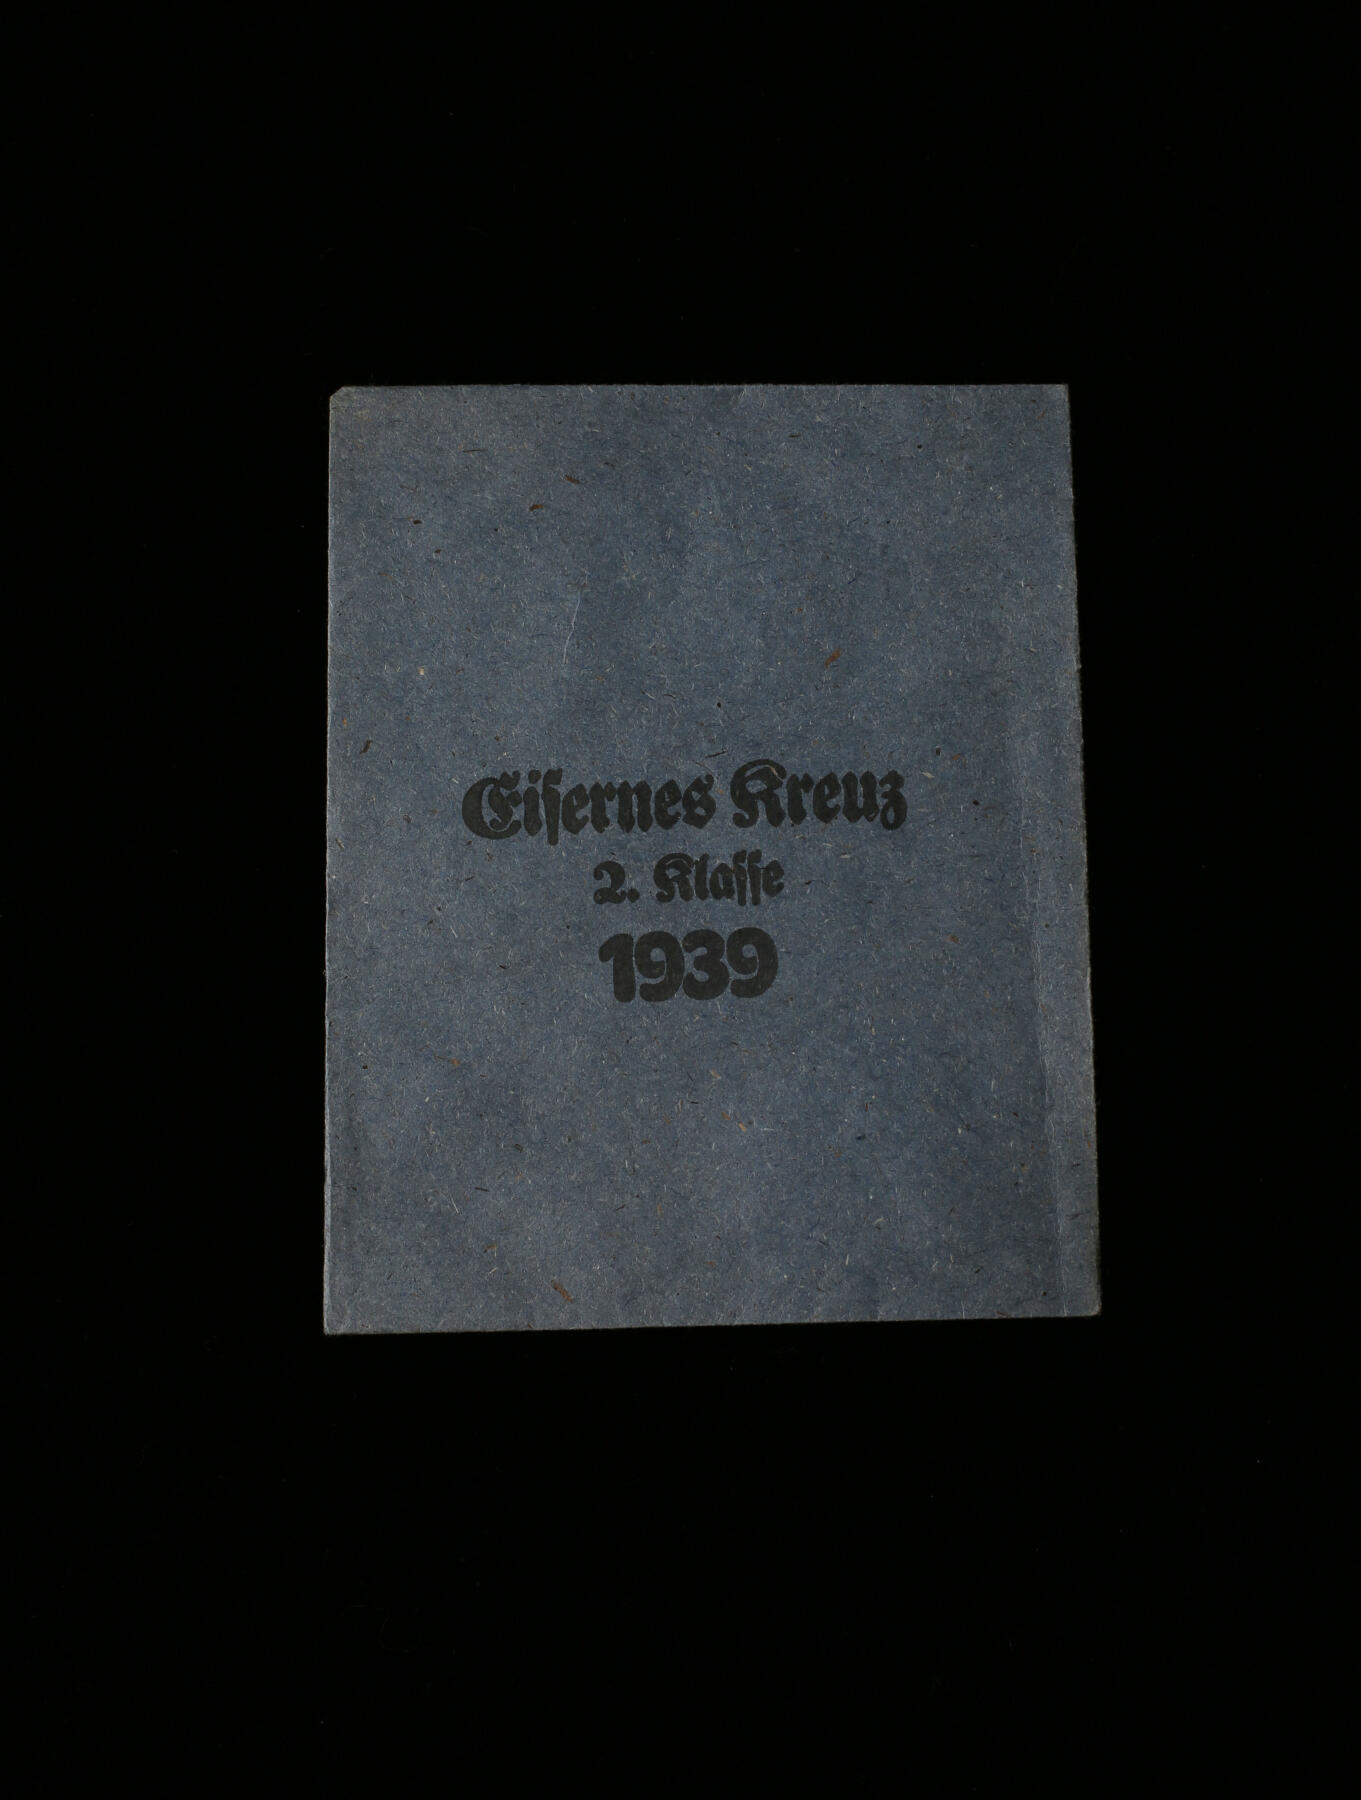 Eiſernes Kreuz
2. Klaſſe
1939